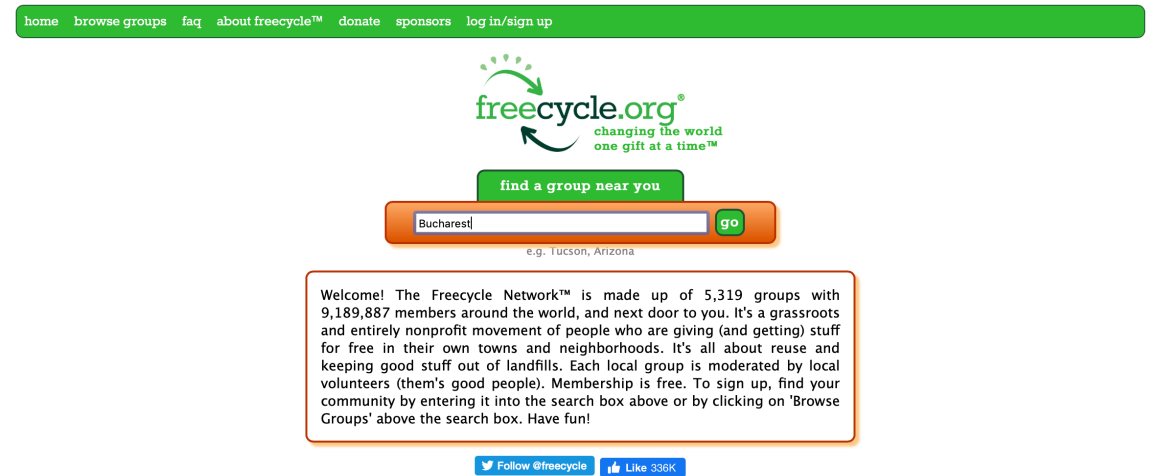 home browse groups faq about freecycle™ donate sponsors log in/sign up
freecycle.org®
changing the world
one gift at a time™
find a group near you
Bucharest go
e.g. Tucson, Arizona
Welcome! The Freecycle Network™ is made up of 5,319 groups with
9,189,887 members around the world, and next door to you. It's a grassroots
and entirely nonprofit movement of people who are giving (and getting) stuff
for free in their own towns and neighborhoods. It's all about reuse and
keeping good stuff out of landfills. Each local group is moderated by local
volunteers (them's good people). Membership is free. To sign up, find your
community by entering it into the search box above or by clicking on 'Browse
Groups' above the search box. Have fun!
Follow @freecycle Like 336K